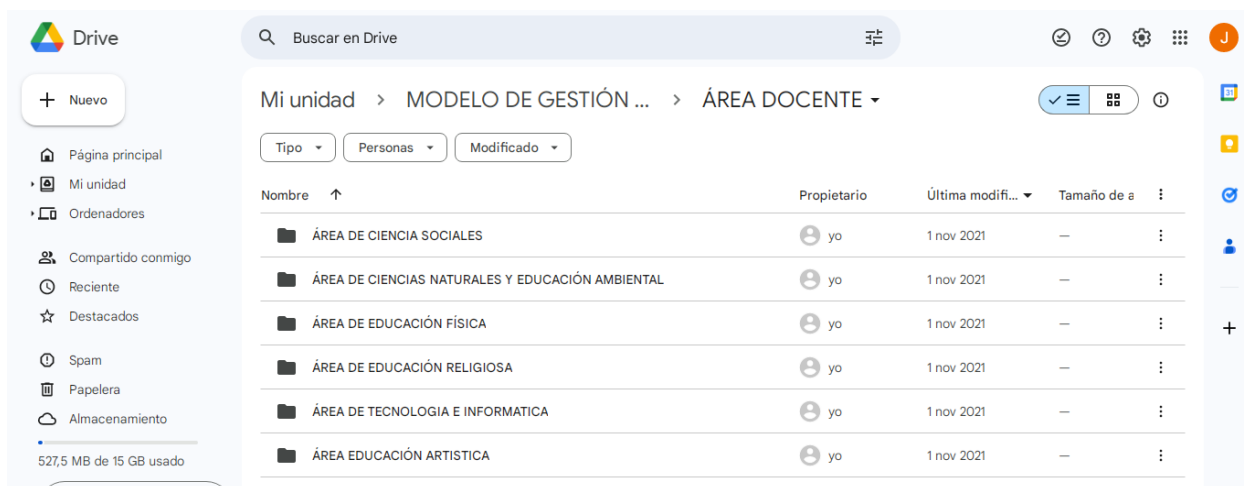 Drive
Buscar en Drive
J
Nuevo
Mi unidad > MODELO DE GESTIÓN ... > ÁREA DOCENTE
31
Tipo Personas Modificado
Página principal
Mi unidad
Ordenadores
Compartido conmigo
Reciente
Destacados
Spam
Papelera
Almacenamiento
527,5 MB de 15 GB usado
Nombre Propietario Última modifi... Tamaño de a
ÁREA DE CIENCIA SOCIALES yo 1 nov 2021 —
ÁREA DE CIENCIAS NATURALES Y EDUCACIÓN AMBIENTAL yo 1 nov 2021 —
ÁREA DE EDUCACIÓN FÍSICA yo 1 nov 2021 —
ÁREA DE EDUCACIÓN RELIGIOSA yo 1 nov 2021 —
ÁREA DE TECNOLOGIA E INFORMATICA yo 1 nov 2021 —
ÁREA EDUCACIÓN ARTISTICA yo 1 nov 2021 —